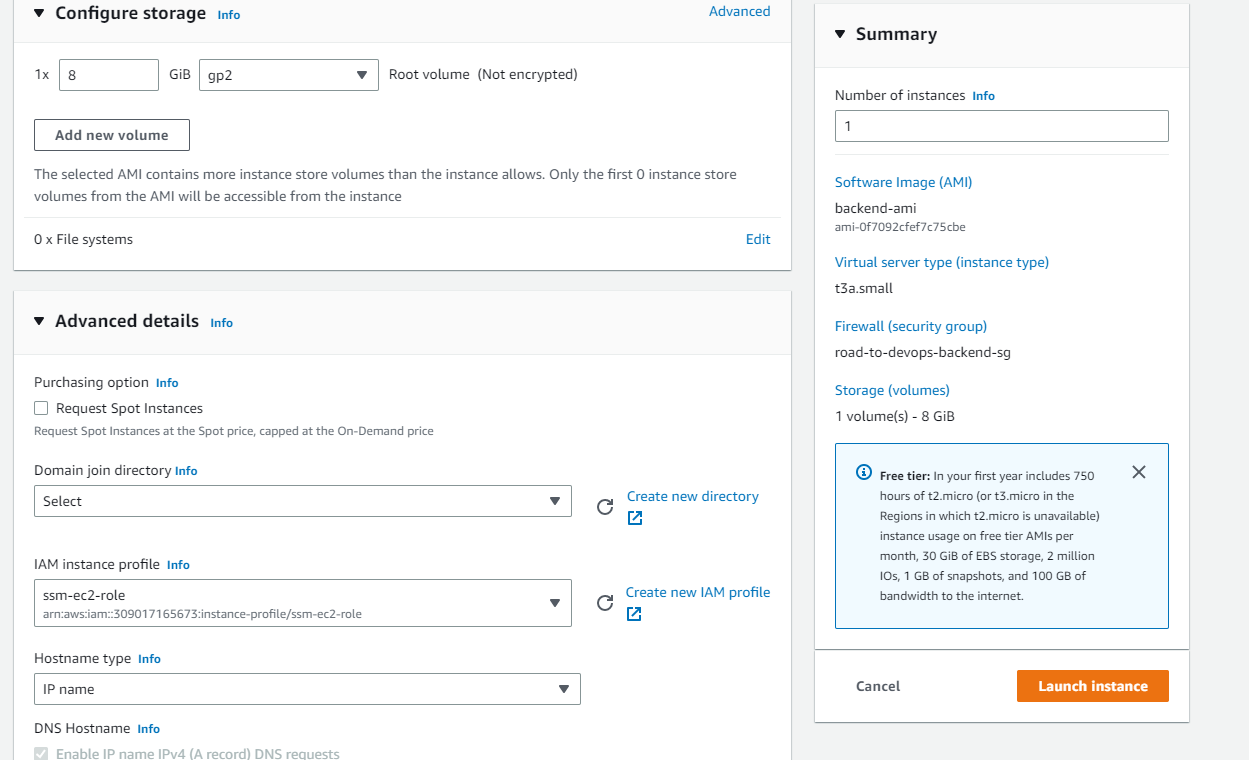 Configure storage Info
Advanced
1x 8 GiB gp2 Root volume (Not encrypted)
Add new volume
The selected AMI contains more instance store volumes than the instance allows. Only the first 0 instance store
volumes from the AMI will be accessible from the instance
0 x File systems
Edit
Advanced details Info
Purchasing option Info
Request Spot Instances
Request Spot Instances at the Spot price, capped at the On-Demand price
Domain join directory Info
Select
Create new directory
IAM instance profile Info
ssm-ec2-role
arn:aws:iam::309017165673:instance-profile/ssm-ec2-role
Create new IAM profile
Hostname type Info
IP name
DNS Hostname Info
Enable IP name IPv4 (A record) DNS requests
Summary
Number of instances Info
1
Software Image (AMI)
backend-ami
ami-0f7092cfef7c75cbe
Virtual server type (instance type)
t3a.small
Firewall (security group)
road-to-devops-backend-sg
Storage (volumes)
1 volume(s) - 8 GiB
Free tier: In your first year includes 750
hours of t2.micro (or t3.micro in the
Regions in which t2.micro is unavailable)
instance usage on free tier AMIs per
month, 30 GiB of EBS storage, 2 million
IOs, 1 GB of snapshots, and 100 GB of
bandwidth to the internet.
Cancel
Launch instance